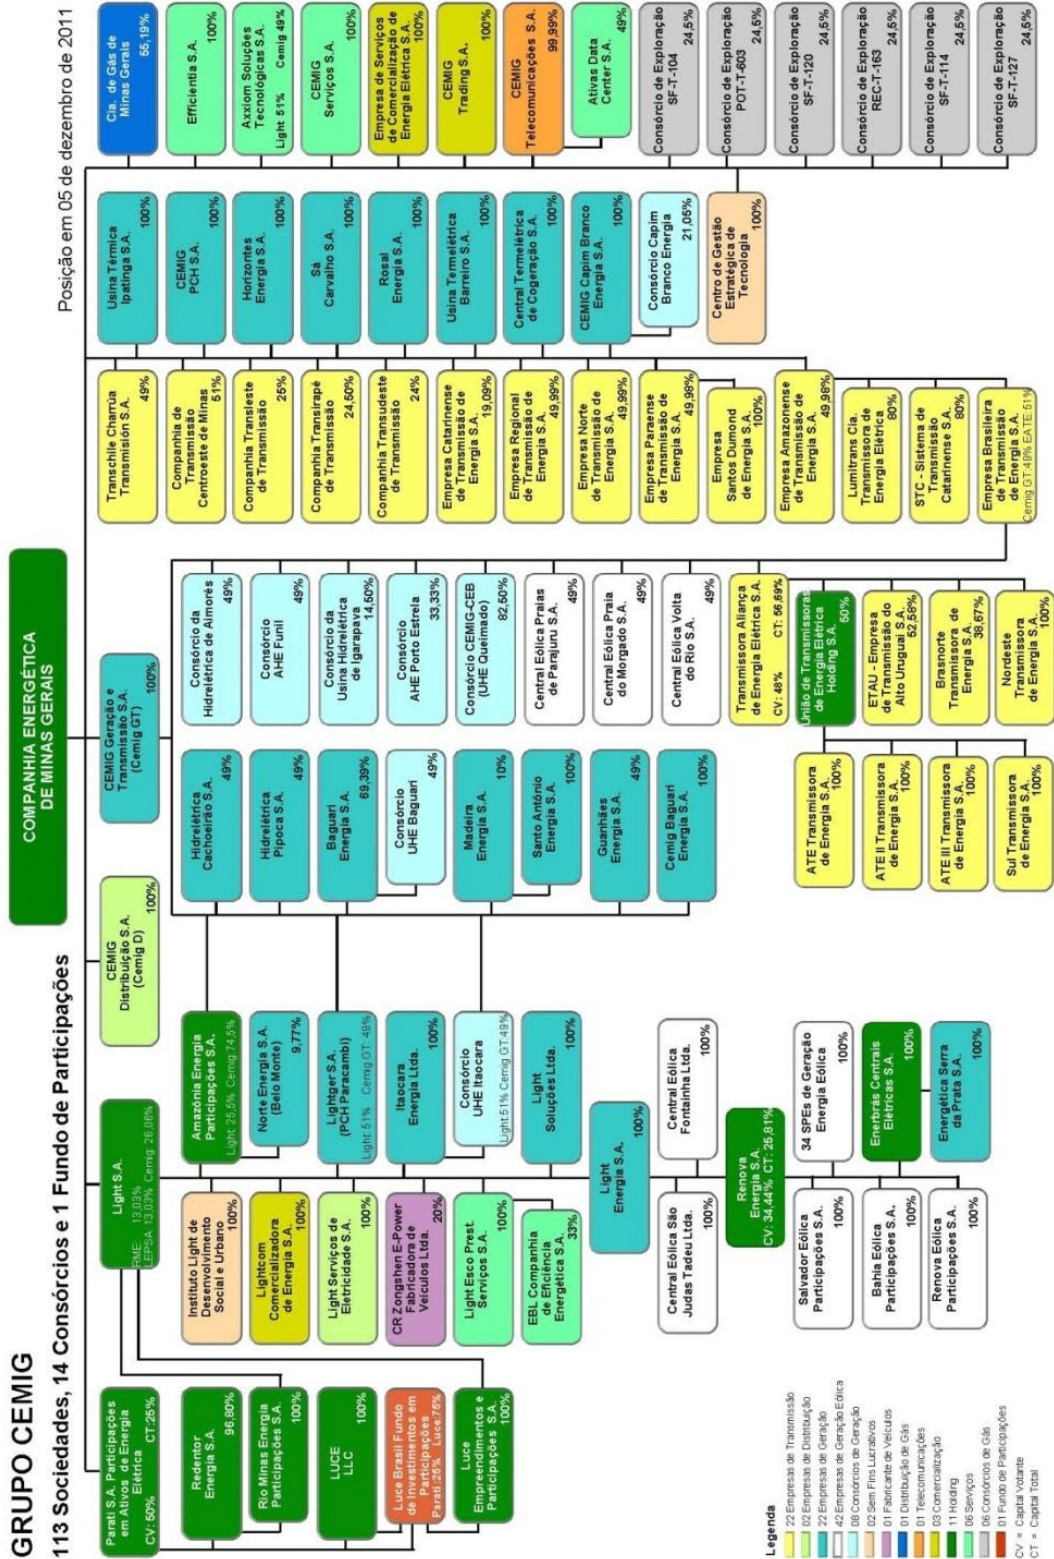 GRUPO CEMIG
113 Sociedades, 14 Consórcios e 1 Fundo de Participações
Posição em 05 de dezembro de 2011
COMPANHIA ENERGÉTICA
DE MINAS GERAIS
Parati S.A. Participações
em Ativos de Energia
Elétrica
CV: 50% CT:25%
Light S.A.
RME: 13,03%
LEPSA: 13,03% Cemig: 26,06%
CEMIG
Distribuição S.A.
(Cemig D)
100%
CEMIG Geração e
Transmissão S.A.
(Cemig GT)
100%
Redentor
Energia S.A.
96,80%
Rio Minas Energia
Participações S.A.
100%
LUCE
LLC
100%
Luce Brasil Fundo
de Investimentos em
Participações
Parati:25% Luce:75%
Luce
Empreendimentos e
Participações S.A.
100%
Instituto Light de
Desenvolvimento
Social e Urbano
100%
Lightcom
Comercializadora
de Energia S.A.
100%
Light Serviços de
Eletricidade S.A.
100%
CR Zongshen E-Power
Fabricadora de
Veículos Ltda.
20%
Light Esco Prest.
Serviços S.A.
100%
EBL Companhia
de Eficiência
Energética S.A.
33%
Amazônia Energia
Participações S.A.
Light: 25,5% Cemig 74,5%
Norte Energia S.A.
(Belo Monte)
9,77%
Lightger S.A.
(PCH Paracambi)
Light: 51% Cemig GT: 49%
Itaocara
Energia Ltda.
100%
Consórcio
UHE Itaocara
Light:51% Cemig GT:49%
Light
Soluções Ltda.
100%
Light
Energia S.A.
100%
Central Eólica São
Judas Tadeu Ltda.
100%
Central Eólica
Fontainha Ltda.
100%
Renova
Energia S.A.
CV: 34,44% CT: 25,81%
Salvador Eólica
Participações S.A.
100%
Bahia Eólica
Participações S.A.
100%
Renova Eólica
Participações S.A.
100%
34 SPEs de Geração
Energia Eólica
100%
Enerbrás Centrais
Elétricas S.A.
100%
Energética Serra
da Prata S.A.
100%
Hidrelétrica
Cachoeirão S.A.
49%
Hidrelétrica
Pipoca S.A.
49%
Baguari
Energia S.A.
69,39%
Consórcio
UHE Baguari
49%
Madeira
Energia S.A.
10%
Santo Antônio
Energia S.A.
100%
Guanhães
Energia S.A.
49%
Cemig Baguari
Energia S.A.
100%
Consórcio da
Hidrelétrica de Aimorés
49%
Consórcio
AHE Funil
49%
Consórcio da
Usina Hidrelétrica
de Igarapava
14,50%
Consórcio
AHE Porto Estrela
33,33%
Consórcio CEMIG-CEB
(UHE Queimado)
82,50%
Central Eólica Praias
de Parajuru S.A.
49%
Central Eólica Praia
do Morgado S.A.
49%
Central Eólica Volta
do Rio S.A.
49%
Transmissora Aliança
de Energia Elétrica S.A.
CV: 48% CT: 56,69%
União de Transmissoras
de Energia Elétrica
Holding S.A.
50%
ETAU - Empresa
de Transmissão do
Alto Uruguai S.A.
52,58%
Brasnorte
Transmissora de
Energia S.A.
38,67%
Nordeste
Transmissora
de Energia S.A.
100%
ATE Transmissora
de Energia S.A.
100%
ATE II Transmissora
de Energia S.A.
100%
ATE III Transmissora
de Energia S.A.
100%
Sul Transmissora
de Energia S.A.
100%
Transchile Charrúa
Transmisión S.A.
49%
Companhia de
Transmissão
Centroeste de Minas
51%
Companhia Transleste
de Transmissão
25%
Companhia Transirapé
de Transmissão
24,50%
Companhia Transudeste
de Transmissão
24%
Empresa Catarinense
de Transmissão de
Energia S.A.
19,09%
Empresa Regional
de Transmissão de
Energia S.A.
49,99%
Empresa Norte
de Transmissão de
Energia S.A.
49,99%
Empresa Paraense
de Transmissão de
Energia S.A.
49,98%
Empresa
Santos Dumond
de Energia S.A.
100%
Empresa Amazonense
de Transmissão de
Energia S.A.
49,98%
Lumitrans Cia.
Transmissora de
Energia Elétrica
80%
STC - Sistema de
Transmissão
Catarinense S.A.
80%
Empresa Brasileira
de Transmissão
de Energia S.A.
Cemig GT:49% EATE:51%
Usina Térmica
Ipatinga S.A.
100%
CEMIG
PCH S.A.
100%
Horizontes
Energia S.A.
100%
Sá
Carvalho S.A.
100%
Rosal
Energia S.A.
100%
Usina Termelétrica
Barreiro S.A.
100%
Central Termelétrica
de Cogeração S.A.
100%
CEMIG Capim Branco
Energia S.A.
100%
Consórcio Capim
Branco Energia
21,05%
Centro de Gestão
Estratégica de
Tecnologia
100%
Cia. de Gás de
Minas Gerais
55,19%
Efficientia S.A.
100%
Axxiom Soluções
Tecnológicas S.A.
Light 51% Cemig 49%
CEMIG
Serviços S.A.
100%
Empresa de Serviços
de Comercialização de
Energia Elétrica S.A.
100%
CEMIG
Trading S.A.
100%
CEMIG
Telecomunicações S.A.
99,99%
Ativas Data
Center S.A.
49%
Consórcio de Exploração
SF-T-104
24,5%
Consórcio de Exploração
POT-T-603
24,5%
Consórcio de Exploração
SF-T-120
24,5%
Consórcio de Exploração
REC-T-163
24,5%
Consórcio de Exploração
SF-T-114
24,5%
Consórcio de Exploração
SF-T-127
24,5%
Legenda
22 Empresas de Transmissão
02 Empresas de Distribuição
22 Empresas de Geração
42 Empresas de Geração Eólica
08 Consórcios de Geração
02 Sem Fins Lucrativos
01 Fabricante de Veículos
01 Distribuição de Gás
01 Telecomunicações
03 Comercialização
11 Holding
06 Serviços
06 Consórcios de Gás
01 Fundo de Participações
CV = Capital Votante
CT = Capital Total